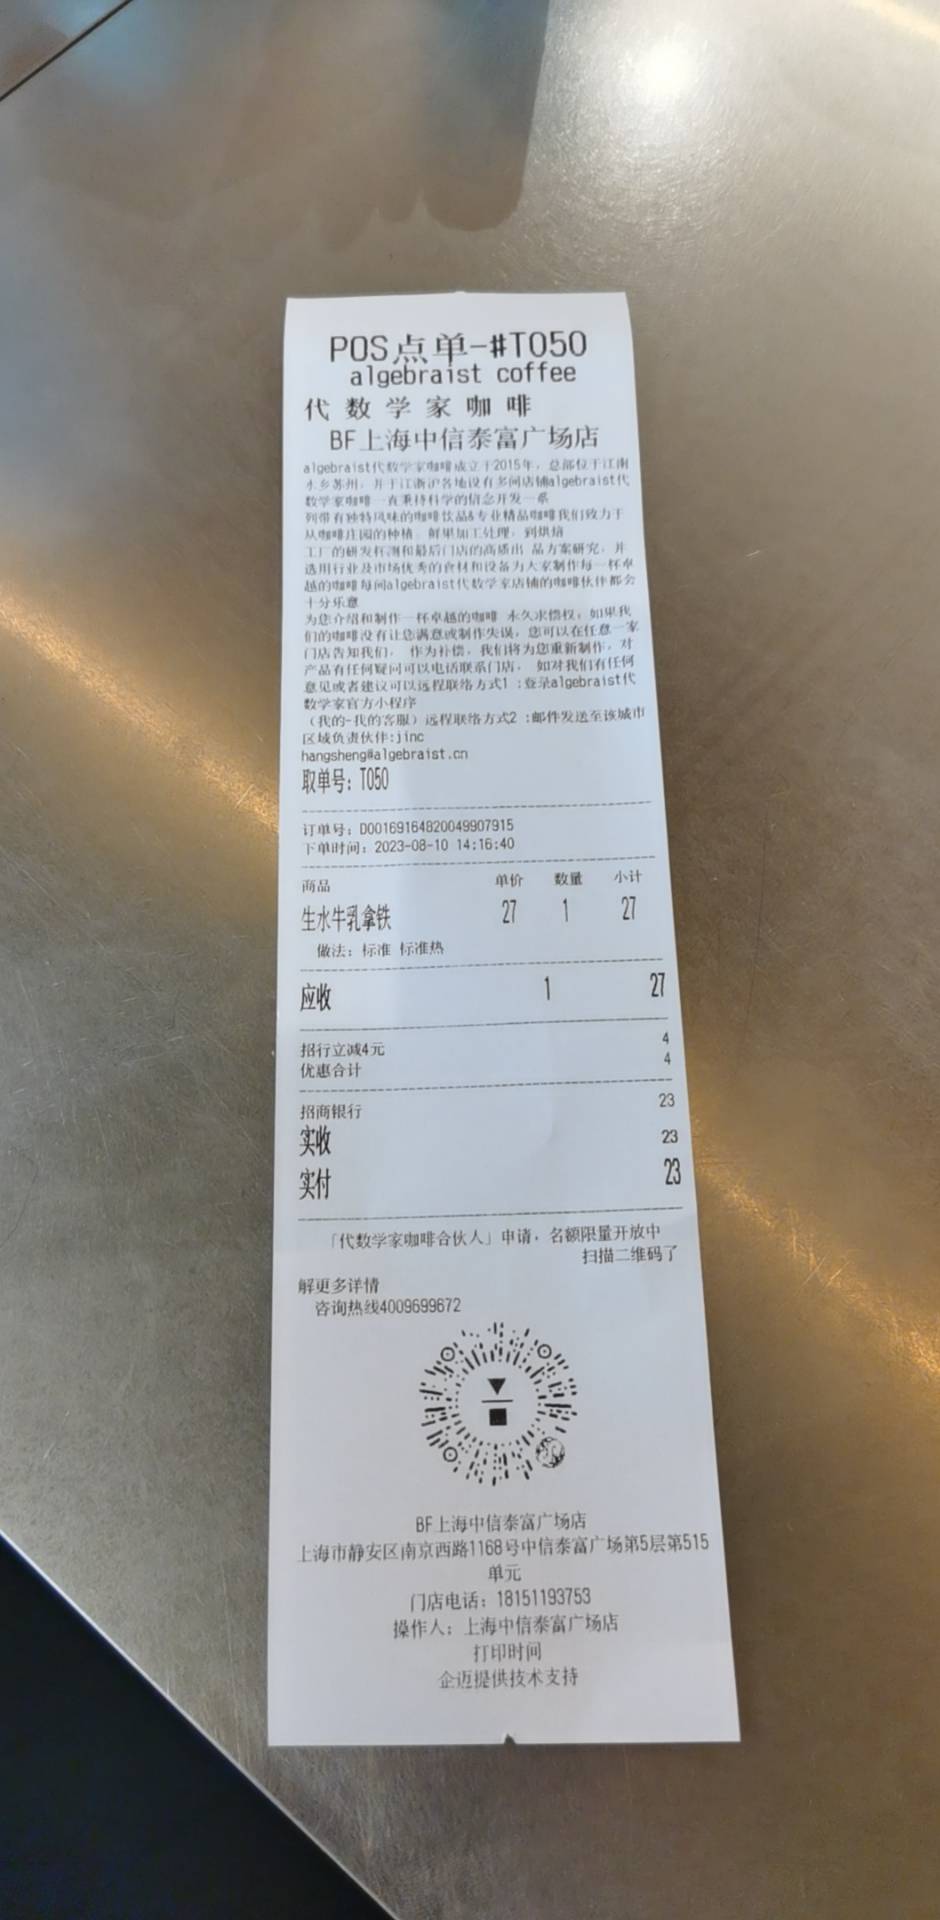 POS点单-#T050
algebraist coffee
代数学家咖啡
BF上海中信泰富广场店
algebraist代数学家咖啡成立于2015年，总部位于江南
水乡苏州，并于江浙沪各地设有多间店铺algebraist代
数学家咖啡一直秉持科学的信念开发一系
列带有独特风味的咖啡饮品&专业精品咖啡我们致力于
从咖啡庄园的种植 鲜果加工处理，到烘焙
工厂的研发杯测和最后门店的高质出 品方案研究，并
选用行业及市场优秀的食材和设备为大家制作每一杯卓
越的咖啡每间algebraist代数学家店铺的咖啡伙伴都会
十分乐意
为您介绍和制作一杯卓越的咖啡 永久求偿权，如果我
们的咖啡没有让您满意或制作失误，您可以在任意一家
门店告知我们， 作为补偿，我们将为您重新制作，对
产品有任何疑问可以电话联系门店， 如对我们有任何
意见或者建议可以远程联络方式1 :登录algebraist代
数学家官方小程序
（我的-我的客服）远程联络方式2 :邮件发送至该城市
区域负责伙伴:jinc
hangsheng@algebraist.cn
取单号：T050
订单号：D00169164820049907915
下单时间：2023-08-10 14:16:40
商品 单价 数量 小计
生水牛乳拿铁 27 1 27
做法：标准 标准热
应收 1 27
招行立减4元 4
优惠合计 4
招商银行 23
实收 23
实付 23
「代数学家咖啡合伙人」申请，名额限量开放中
扫描二维码了
解更多详情
咨询热线4009699672
BF上海中信泰富广场店
上海市静安区南京西路1168号中信泰富广场第5层第515
单元
门店电话：18151193753
操作人：上海中信泰富广场店
打印时间
企迈提供技术支持